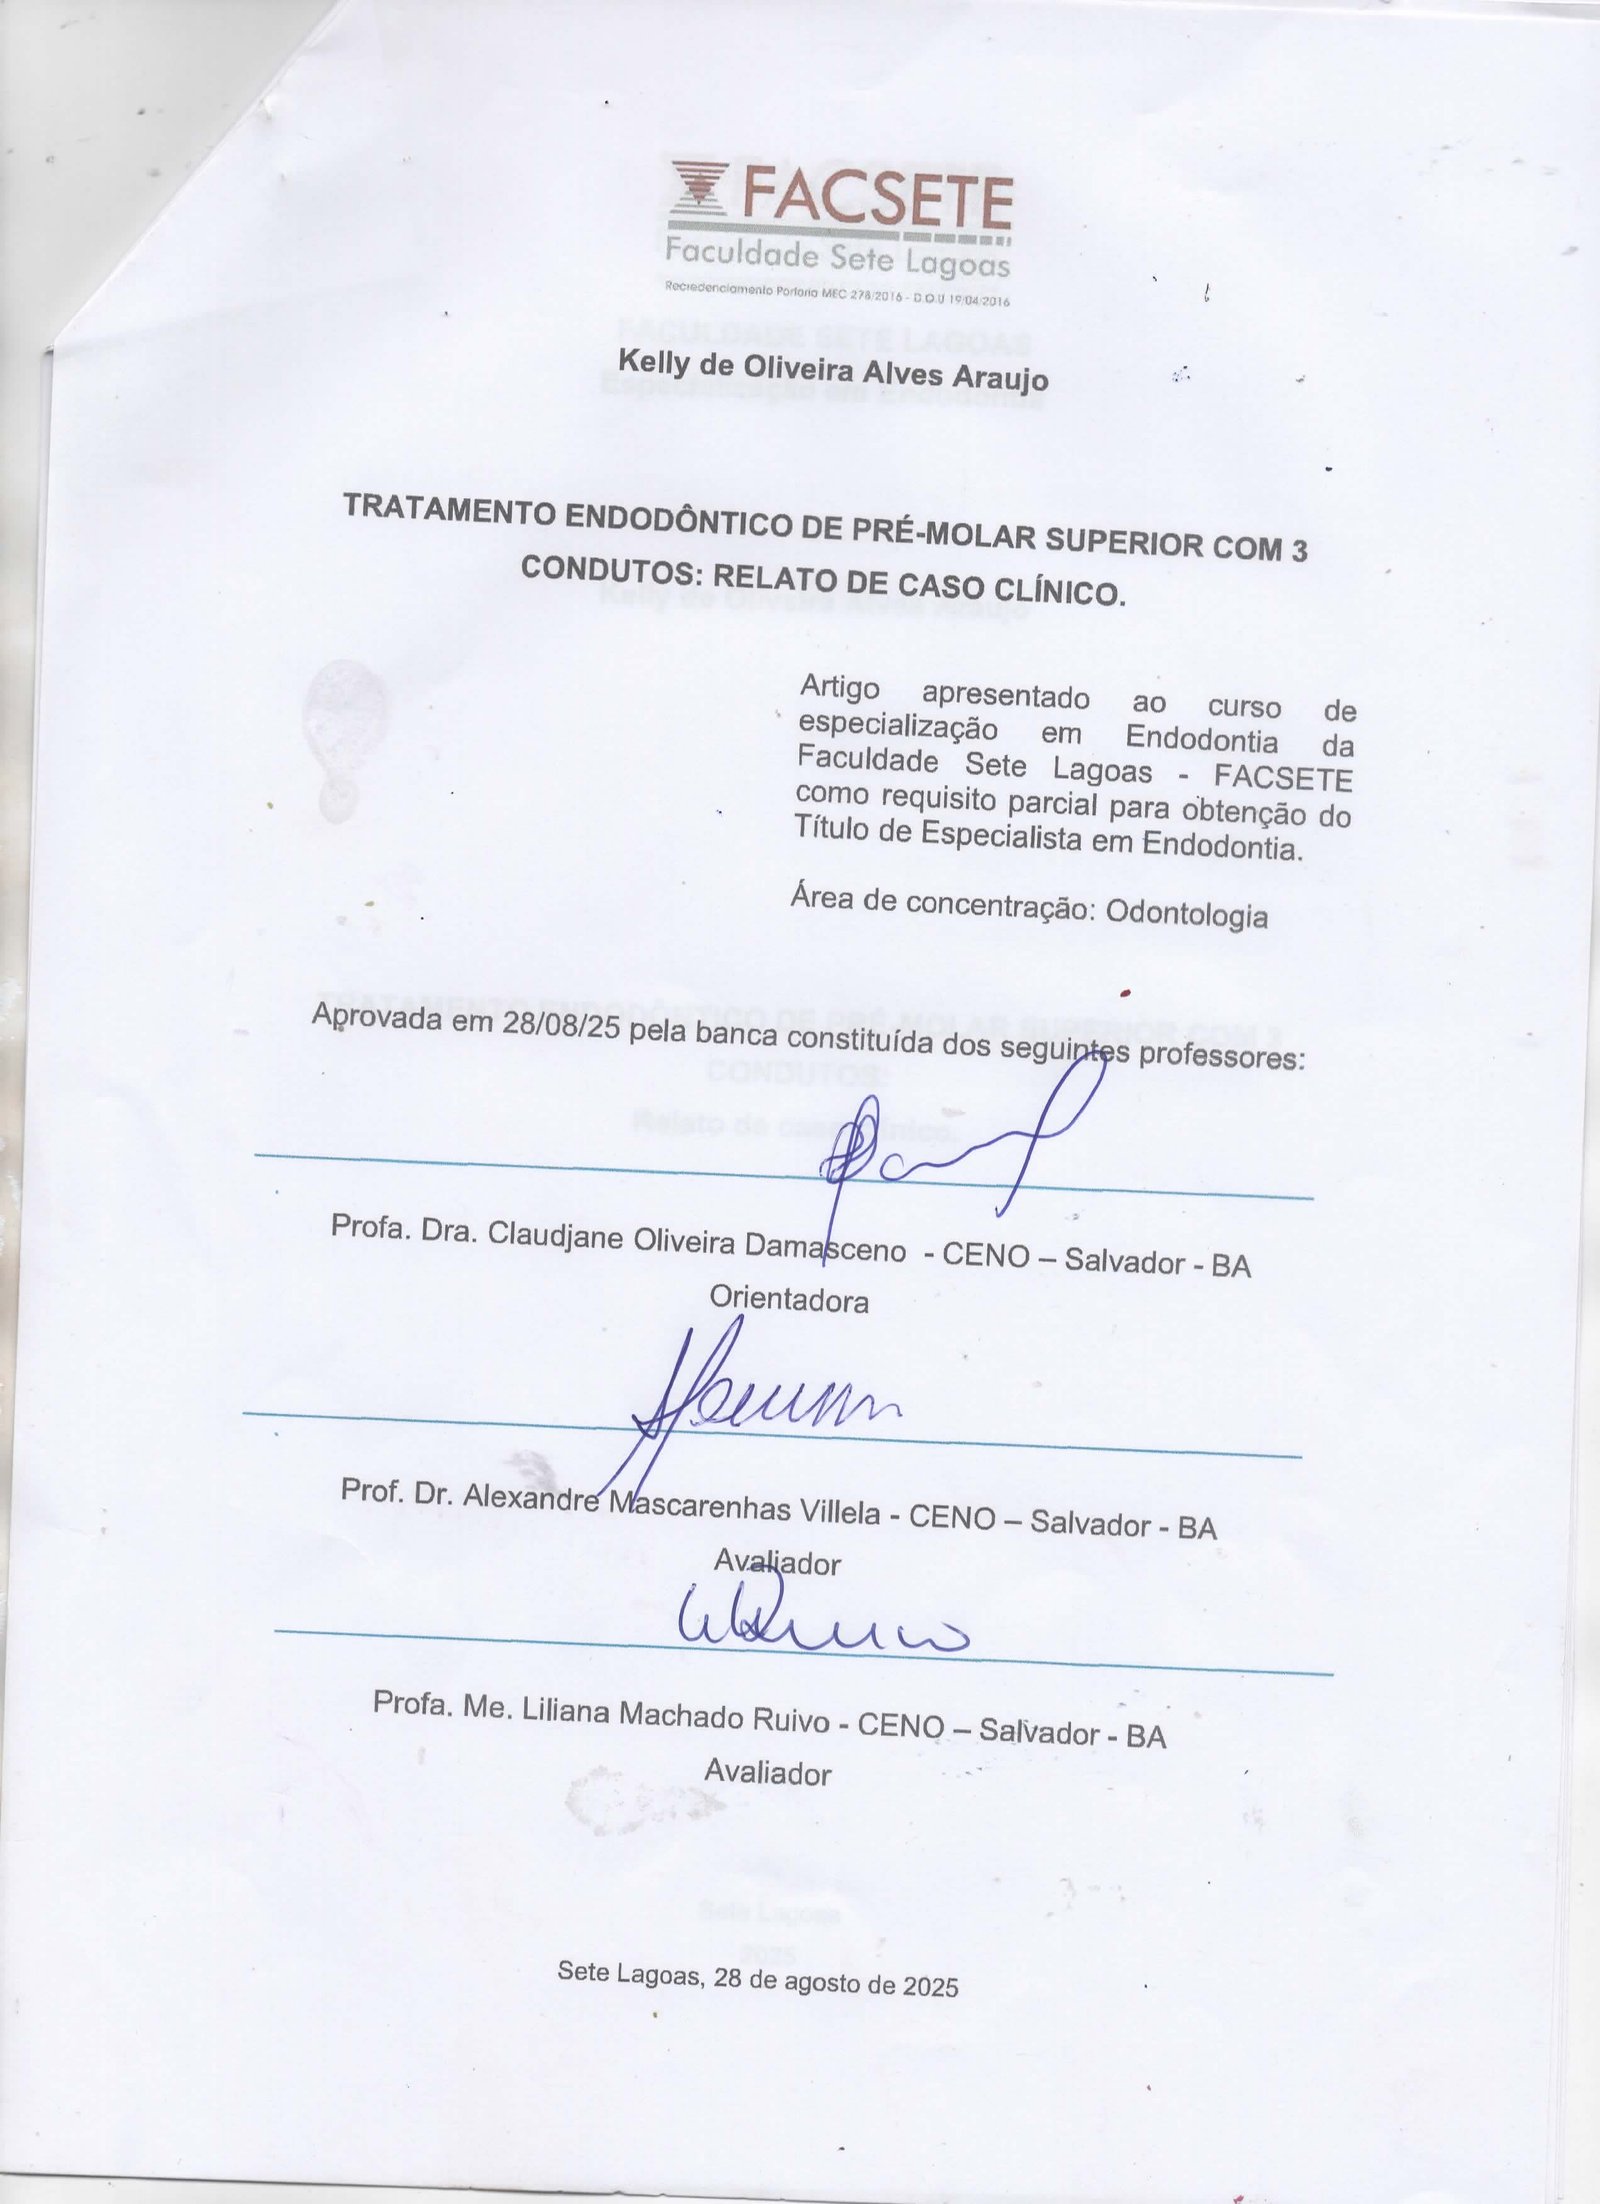 FACSETE
Faculdade Sete Lagoas
Recredenciamento Portaria MEC 278/2016 - D.O.U 19/04/2016
Kelly de Oliveira Alves Araujo
TRATAMENTO ENDODÔNTICO DE PRÉ-MOLAR SUPERIOR COM 3
CONDUTOS: RELATO DE CASO CLÍNICO.
Artigo apresentado ao curso de
especialização em Endodontia da
Faculdade Sete Lagoas - FACSETE
como requisito parcial para obtenção do
Título de Especialista em Endodontia.
Área de concentração: Odontologia
Aprovada em 28/08/25 pela banca constituída dos seguintes professores:
Profa. Dra. Claudjane Oliveira Damasceno - CENO – Salvador - BA
Orientadora
Prof. Dr. Alexandre Mascarenhas Villela - CENO – Salvador - BA
Avaliador
Profa. Me. Liliana Machado Ruivo - CENO – Salvador - BA
Avaliador
Sete Lagoas, 28 de agosto de 2025